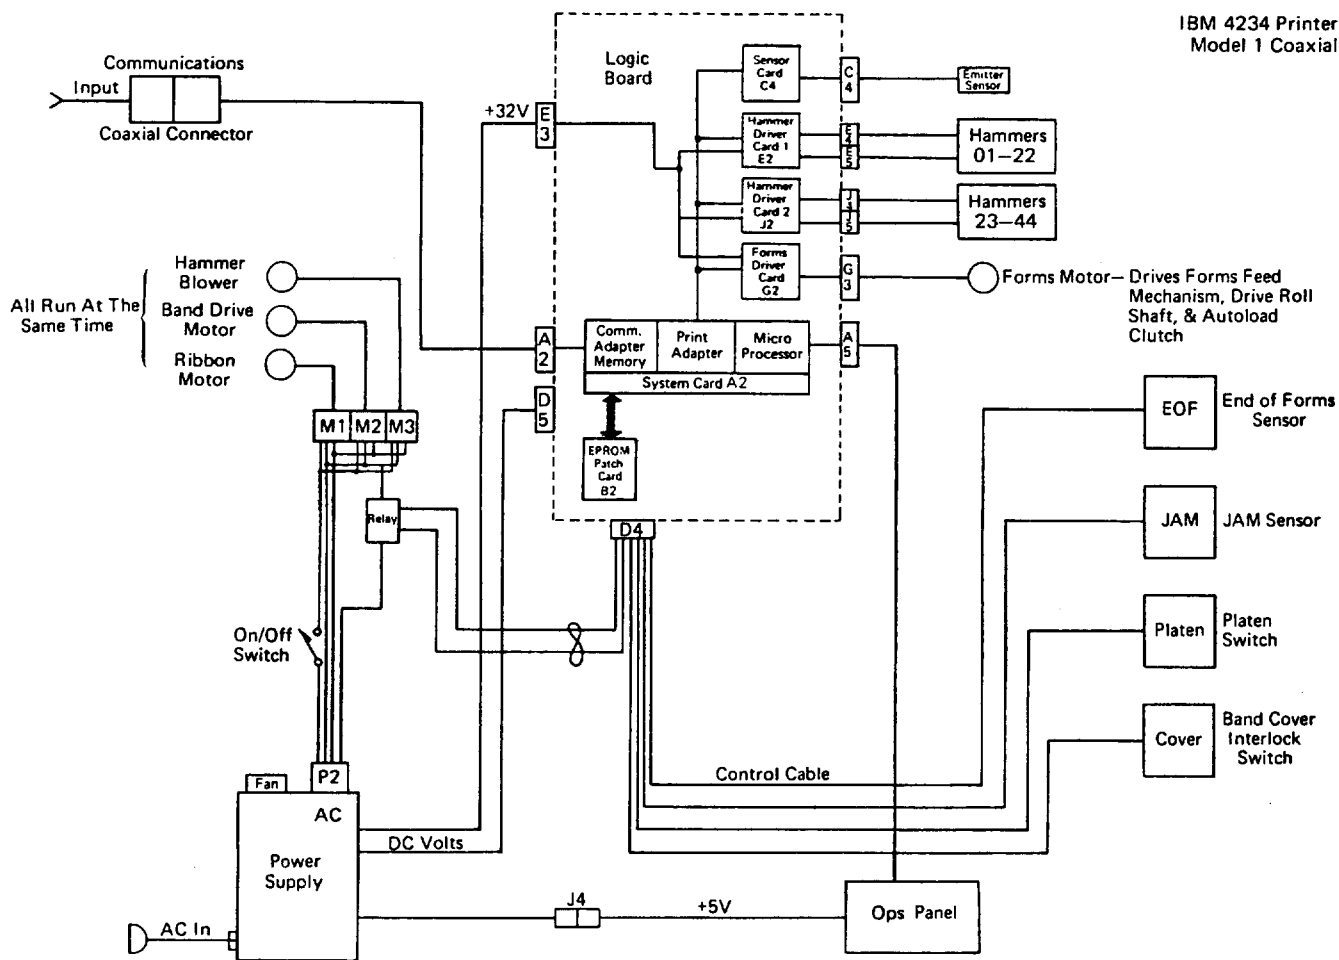 IBM 4234 Printer
Model 1 Coaxial
Communications
Input
Coaxial Connector
Logic
Board
+32V
E
3
Sensor
Card
C4
C
4
Emitter
Sensor
Hammer
Driver
Card 1
E2
E
4
E
5
Hammers
01–22
Hammer
Driver
Card 2
J2
J
4
J
5
Hammers
23–44
Forms
Driver
Card
G2
G
3
Forms Motor— Drives Forms Feed
Mechanism, Drive Roll
Shaft, & Autoload
Clutch
All Run At The
Same Time
Hammer
Blower
Band Drive
Motor
Ribbon
Motor
A
2
Comm.
Adapter
Memory
Print
Adapter
Micro
Processor
System Card A2
A
5
D
5
EPROM
Patch
Card
B2
M1 M2 M3
Relay
D4
EOF
End of Forms
Sensor
JAM
JAM Sensor
Platen
Platen
Switch
Cover
Band Cover
Interlock
Switch
On/Off
Switch
Control Cable
Fan
P2
AC
DC Volts
Power
Supply
J4
+5V
Ops Panel
AC In